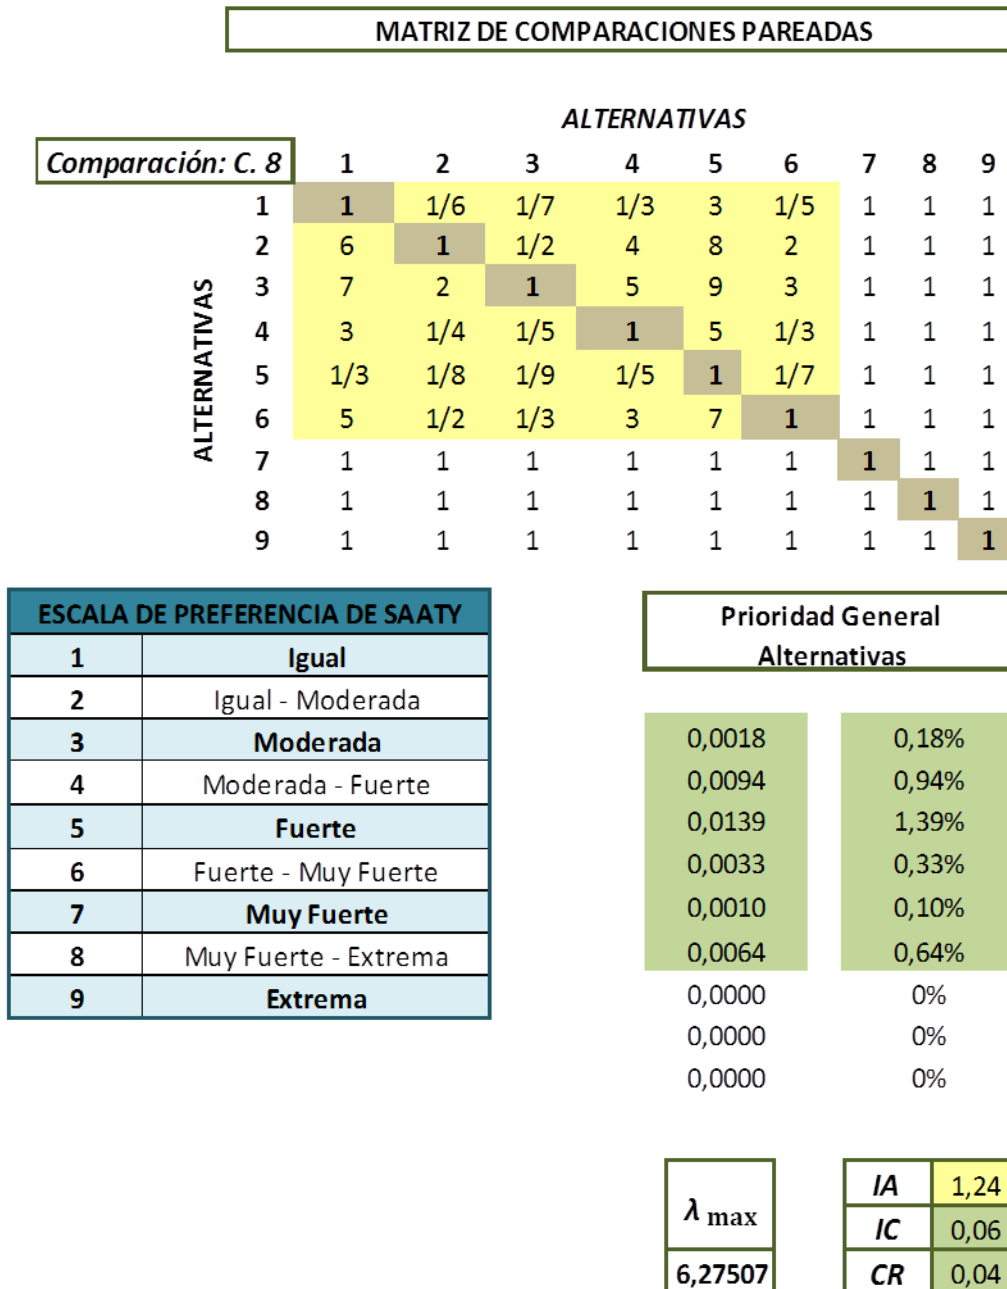 MATRIZ DE COMPARACIONES PAREADAS
ALTERNATIVAS
Comparación: C. 8 1 2 3 4 5 6 7 8 9
1 1 1/6 1/7 1/3 3 1/5 1 1 1
2 6 1 1/2 4 8 2 1 1 1
3 7 2 1 5 9 3 1 1 1
4 3 1/4 1/5 1 5 1/3 1 1 1
5 1/3 1/8 1/9 1/5 1 1/7 1 1 1
6 5 1/2 1/3 3 7 1 1 1 1
7 1 1 1 1 1 1 1 1 1
8 1 1 1 1 1 1 1 1 1
9 1 1 1 1 1 1 1 1 1
ALTERNATIVAS
ESCALA DE PREFERENCIA DE SAATY
1 Igual
2 Igual - Moderada
3 Moderada
4 Moderada - Fuerte
5 Fuerte
6 Fuerte - Muy Fuerte
7 Muy Fuerte
8 Muy Fuerte - Extrema
9 Extrema
Prioridad General
Alternativas
0,0018 0,18%
0,0094 0,94%
0,0139 1,39%
0,0033 0,33%
0,0010 0,10%
0,0064 0,64%
0,0000 0%
0,0000 0%
0,0000 0%
λ max
6,27507
IA 1,24
IC 0,06
CR 0,04